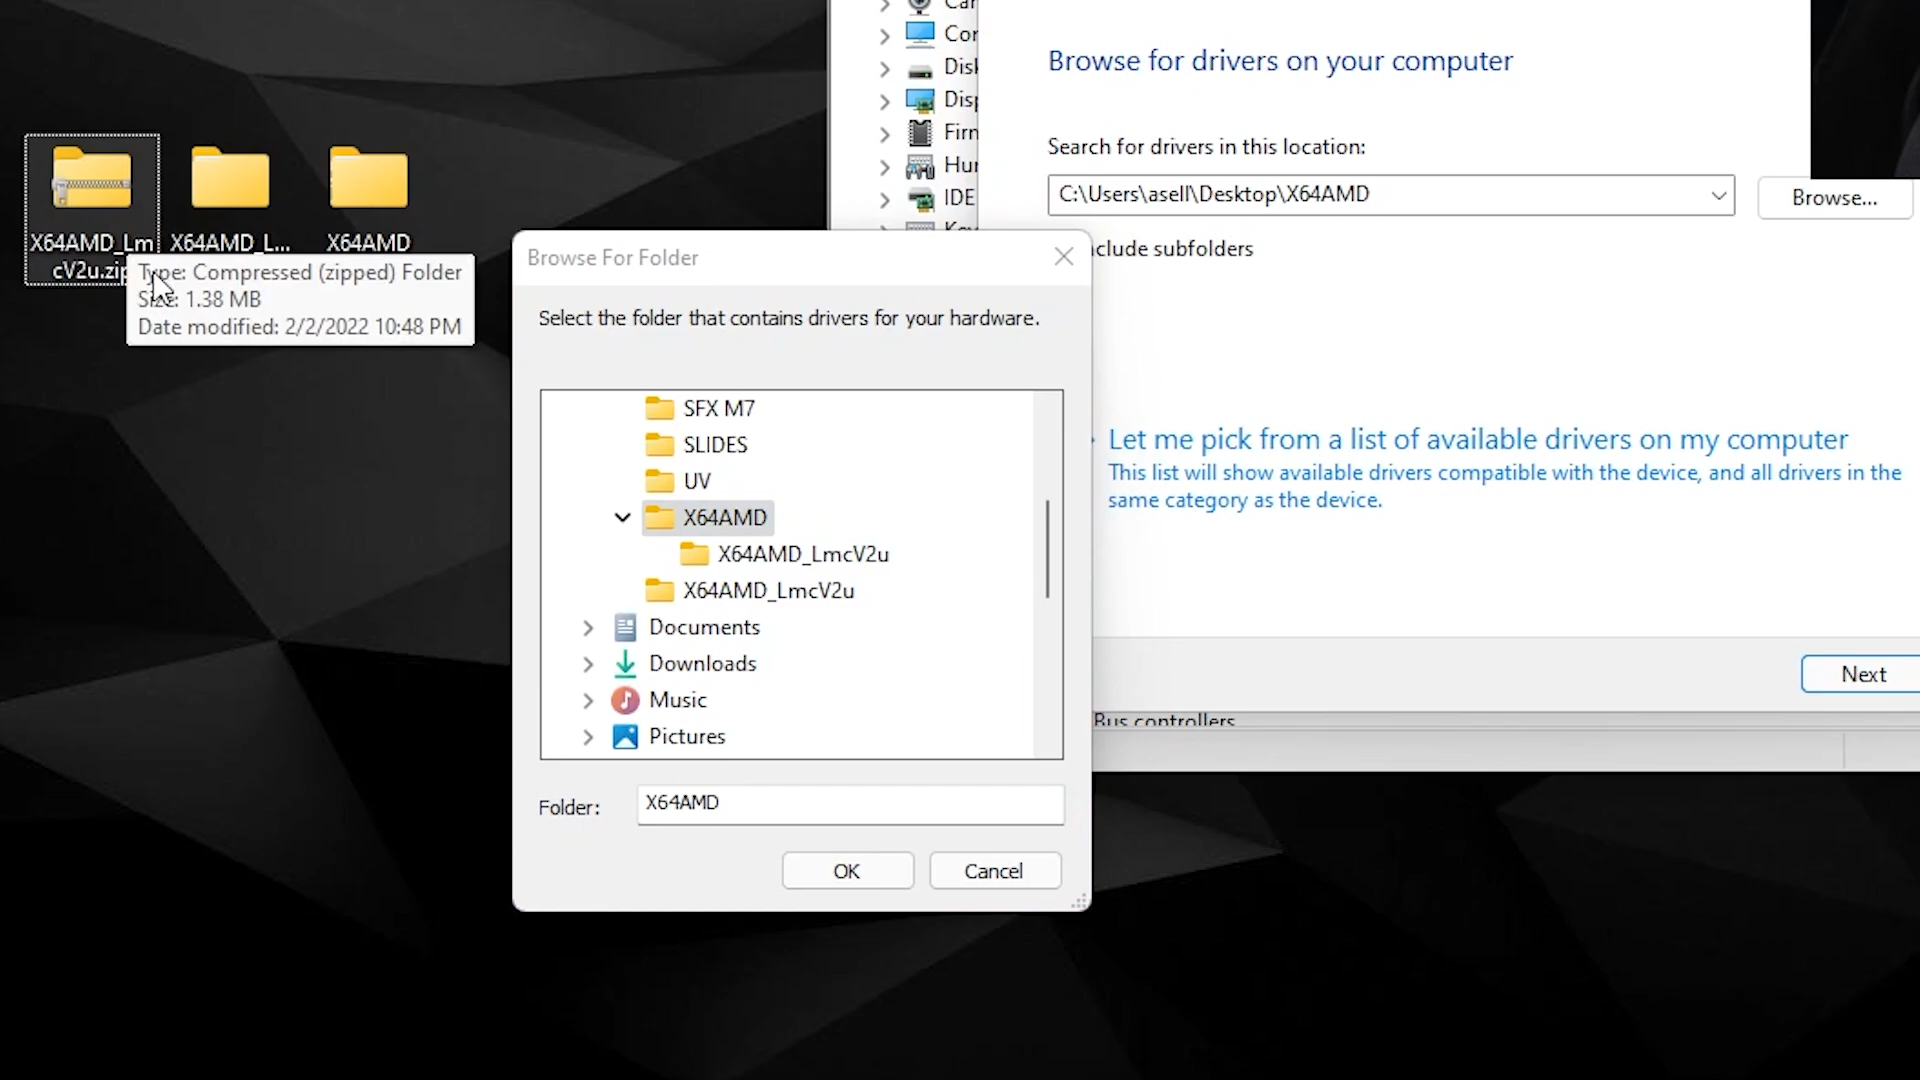 X64AMD_Lm
cV2u.zip
X64AMD_L...
X64AMD
Type: Compressed (zipped) Folder
Size: 1.38 MB
Date modified: 2/2/2022 10:48 PM
Browse For Folder
Select the folder that contains drivers for your hardware.
SFX M7
SLIDES
UV
X64AMD
X64AMD_LmcV2u
X64AMD_LmcV2u
Documents
Downloads
Music
Pictures
Folder:
X64AMD
OK
Cancel
Cor
Disk
Disp
Firn
Hur
IDE
Browse for drivers on your computer
Search for drivers in this location:
C:\Users\asell\Desktop\X64AMD
Browse...
clude subfolders
Let me pick from a list of available drivers on my computer
This list will show available drivers compatible with the device, and all drivers in the
same category as the device.
Next
Bus controllers